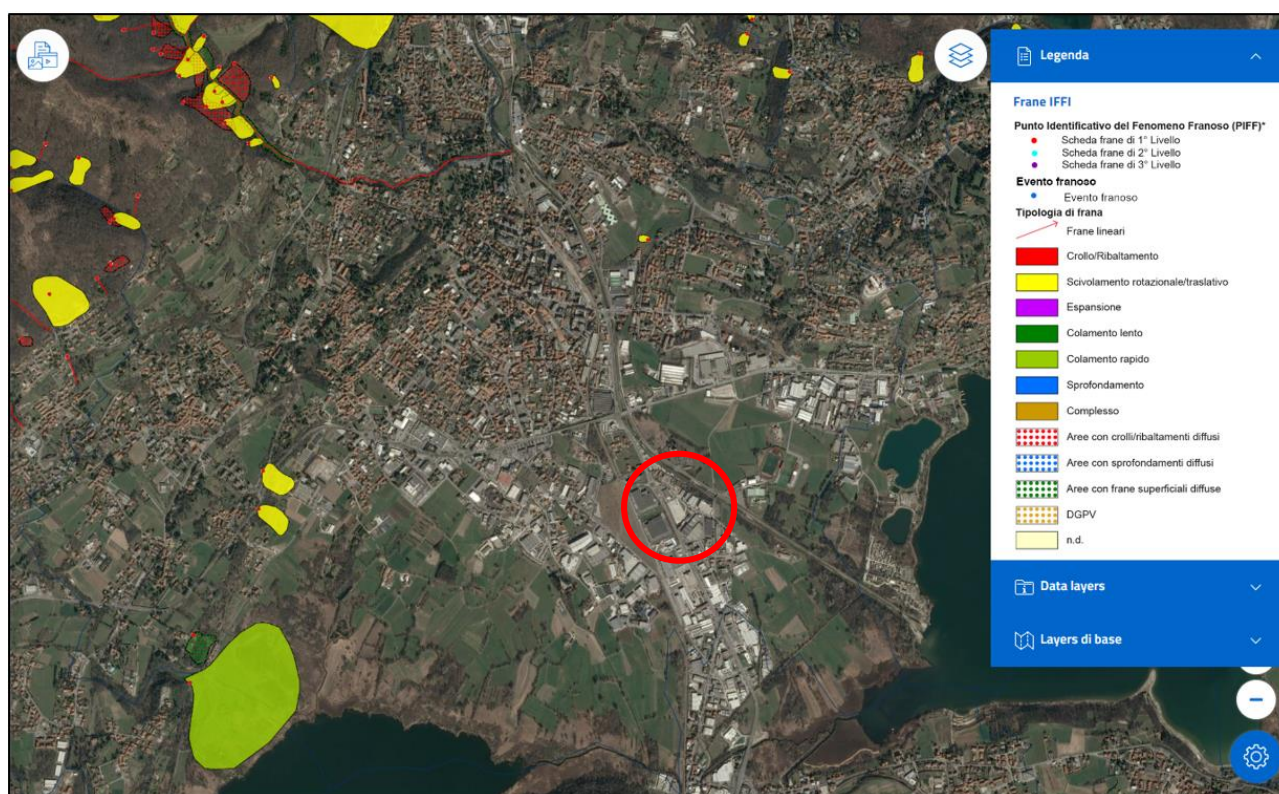 Legenda
Frane IFFI
Punto Identificativo del Fenomeno Franoso (PIFF)*
Scheda frane di 1° Livello
Scheda frane di 2° Livello
Scheda frane di 3° Livello
Evento franoso
Evento franoso
Tipologia di frana
Frane lineari
Crollo/Ribaltamento
Scivolamento rotazionale/traslativo
Espansione
Colamento lento
Colamento rapido
Sprofondamento
Complesso
Aree con crolli/ribaltamenti diffusi
Aree con sprofondamenti diffusi
Aree con frane superficiali diffuse
DGPV
n.d.
Data layers
Layers di base